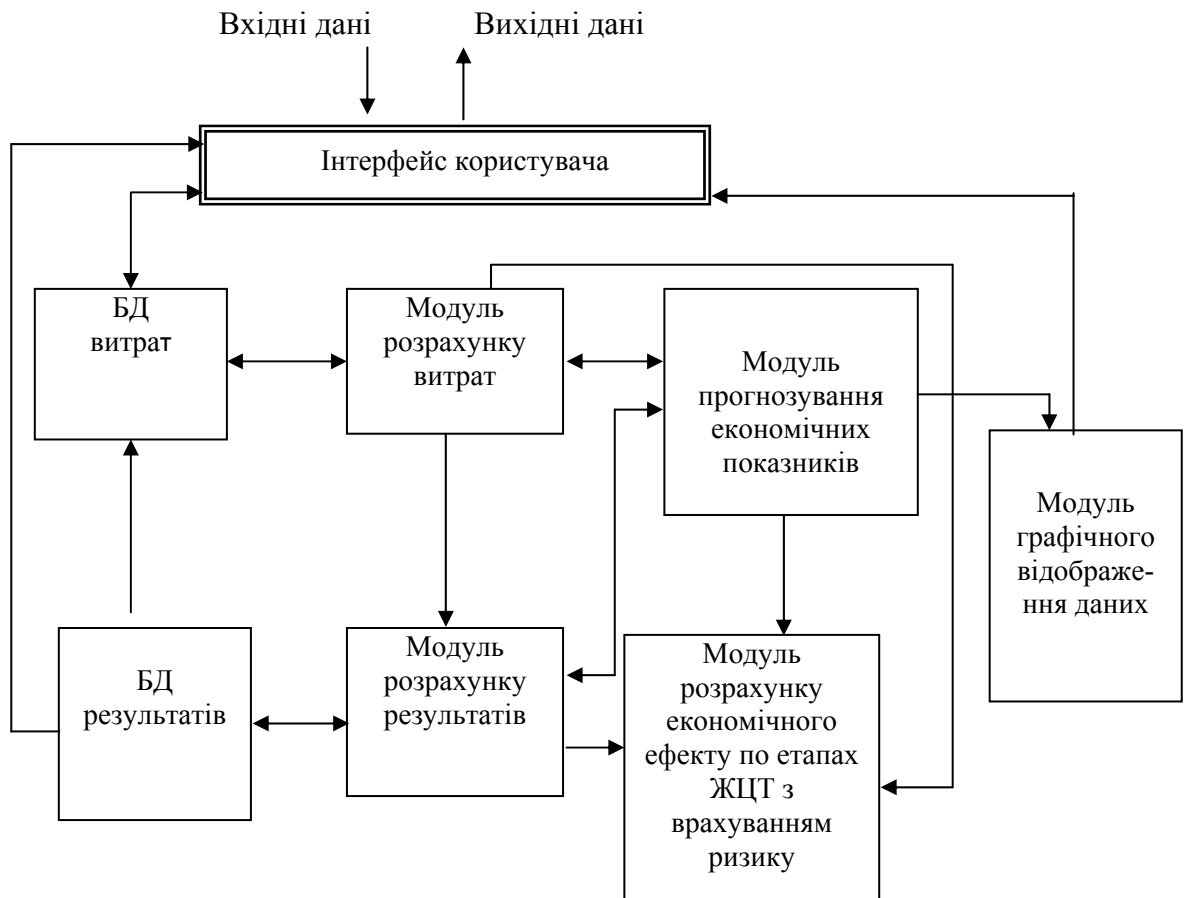 Вхідні дані
Вихідні дані
Інтерфейс користувача
БД
витрат
Модуль
розрахунку
витрат
Модуль
прогнозування
економічних
показників
Модуль
графічного
відображе-
ння даних
БД
результатів
Модуль
розрахунку
результатів
Модуль
розрахунку
економічного
ефекту по етапах
ЖЦТ з
врахуванням
ризику